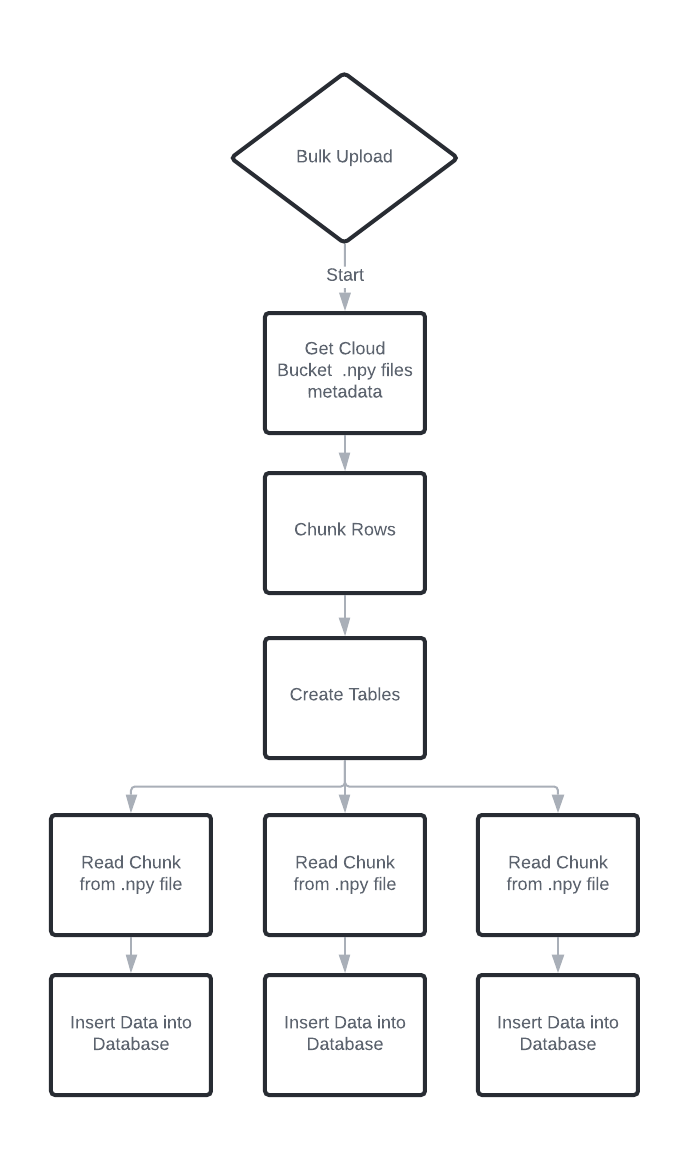 Bulk Upload
Start
Get Cloud
Bucket  .npy files
metadata
Chunk Rows
Create Tables
Read Chunk
from .npy file
Read Chunk
from .npy file
Read Chunk
from .npy file
Insert Data into
Database
Insert Data into
Database
Insert Data into
Database